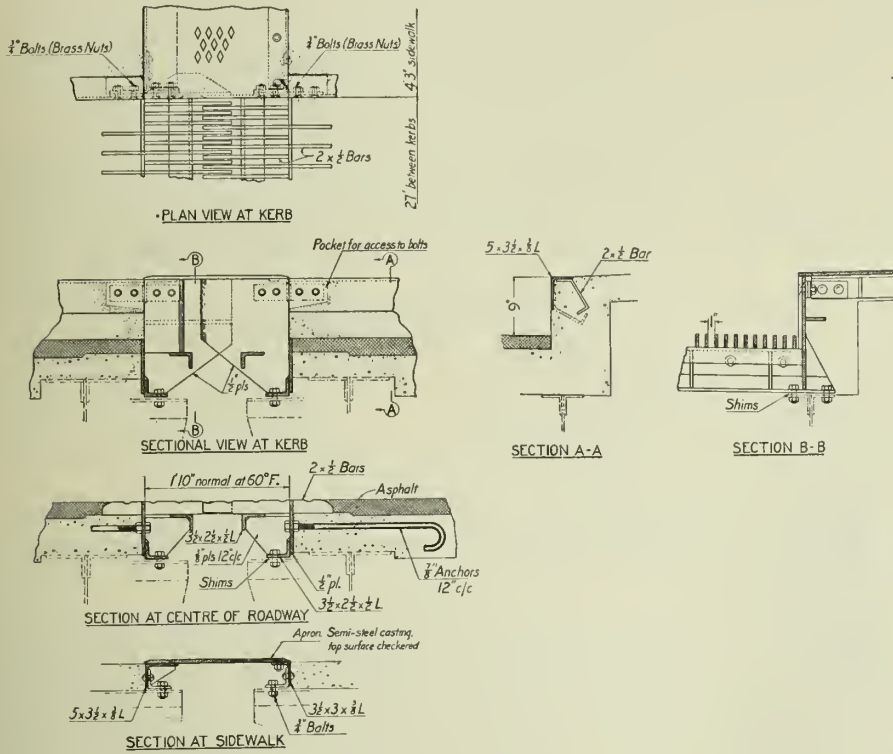 ¾" Bolts (Brass Nuts)
¾" Bolts (Brass Nuts)
4'3" sidewalk
27' between kerbs
2 × ½ Bars
PLAN VIEW AT KERB
B
Pocket for access to bolts
A
½ pls
B
A
SECTIONAL VIEW AT KERB
5 × 3½ × ⅜ L
2 × ½ Bar
9"
SECTION A-A
1"
Shims
SECTION B-B
1'10" normal at 60°F.
2 × ½ Bars
Asphalt
3½ × 2½ × ½ L
⅜" pls 12" c/c
Shims
½" pl.
3½ × 2½ × ½ L
⅞" Anchors
12" c/c
SECTION AT CENTRE OF ROADWAY
Apron. Semi-steel casting,
top surface checkered
5 × 3½ × ⅜ L
3½ × 3 × ⅜ L
¾" Bolts
SECTION AT SIDEWALK